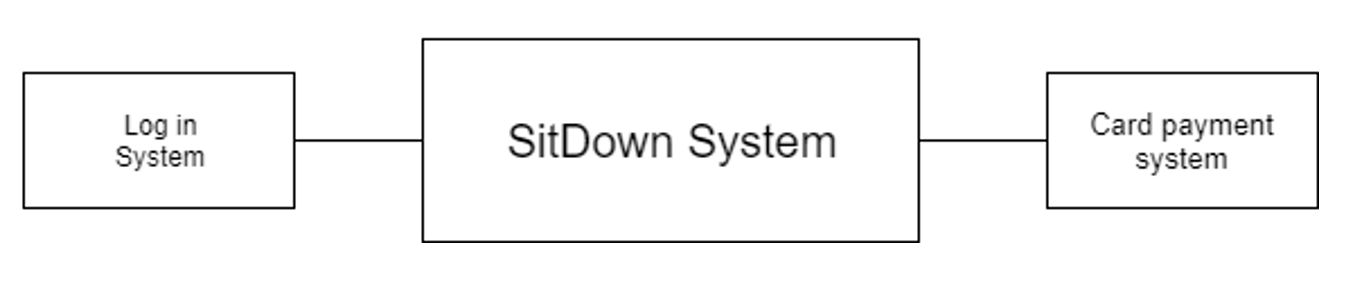 Log in
System
SitDown System
Card payment
system